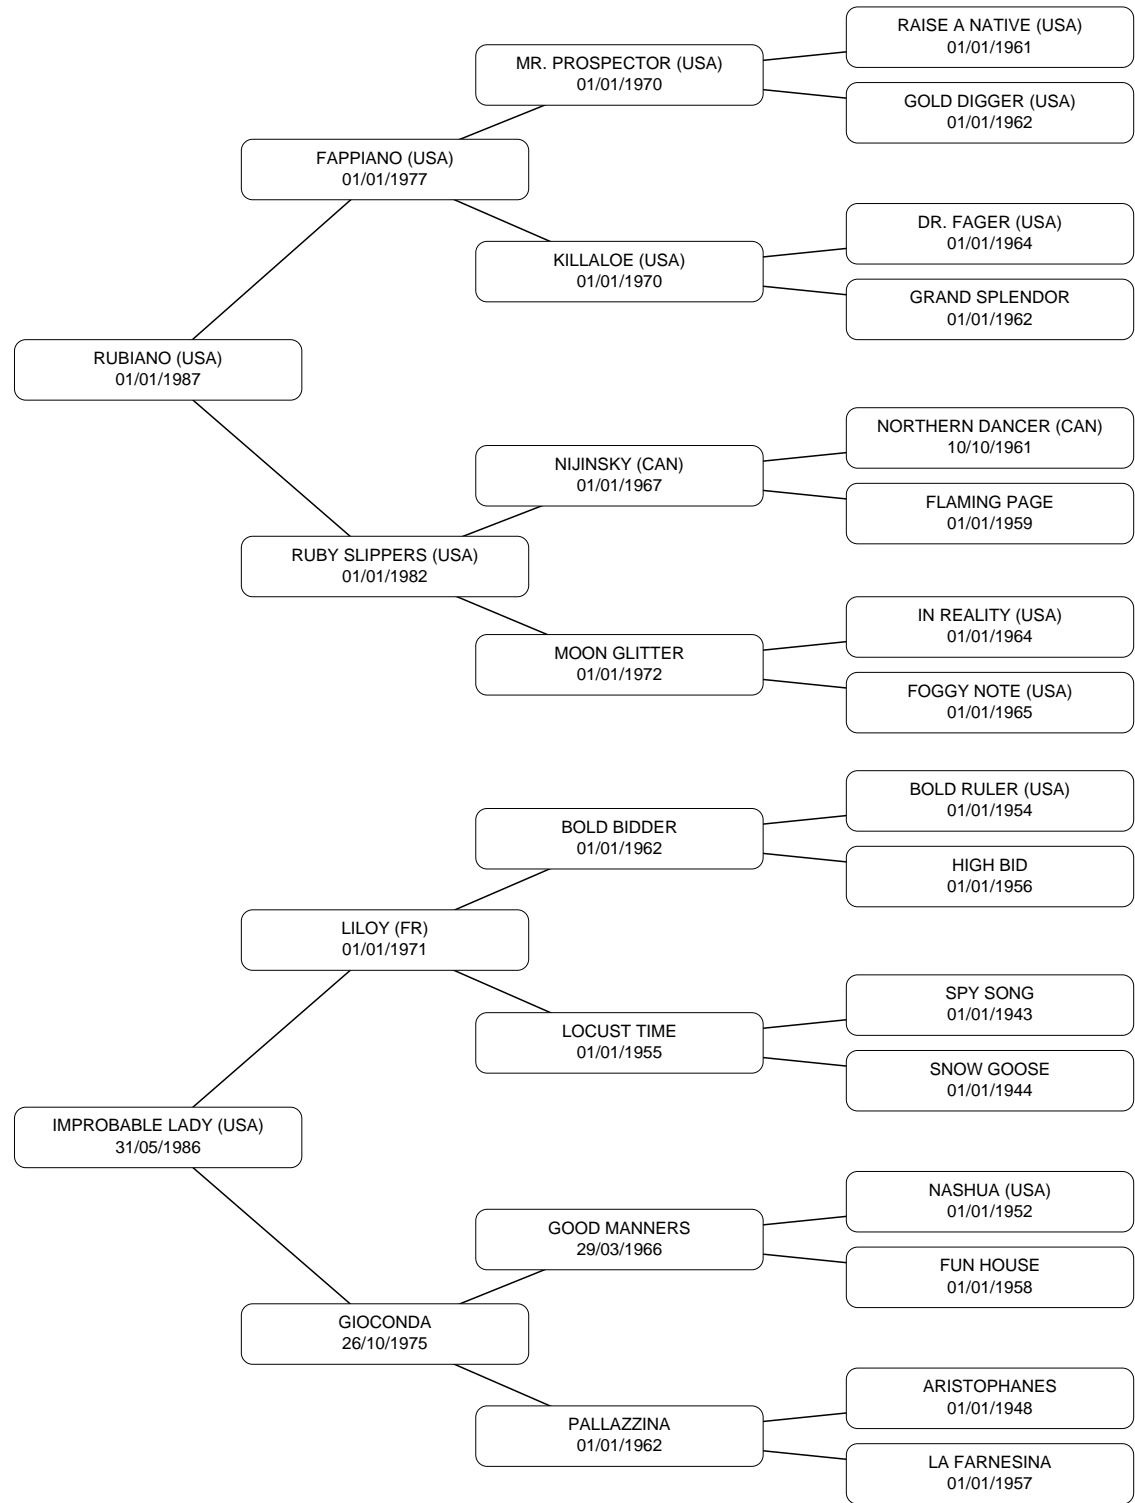 RAISE A NATIVE (USA)
01/01/1961
MR. PROSPECTOR (USA)
01/01/1970
GOLD DIGGER (USA)
01/01/1962
FAPPIANO (USA)
01/01/1977
DR. FAGER (USA)
01/01/1964
KILLALOE (USA)
01/01/1970
GRAND SPLENDOR
01/01/1962
RUBIANO (USA)
01/01/1987
NORTHERN DANCER (CAN)
10/10/1961
NIJINSKY (CAN)
01/01/1967
FLAMING PAGE
01/01/1959
RUBY SLIPPERS (USA)
01/01/1982
IN REALITY (USA)
01/01/1964
MOON GLITTER
01/01/1972
FOGGY NOTE (USA)
01/01/1965
BOLD RULER (USA)
01/01/1954
BOLD BIDDER
01/01/1962
HIGH BID
01/01/1956
LILOY (FR)
01/01/1971
SPY SONG
01/01/1943
LOCUST TIME
01/01/1955
SNOW GOOSE
01/01/1944
IMPROBABLE LADY (USA)
31/05/1986
NASHUA (USA)
01/01/1952
GOOD MANNERS
29/03/1966
FUN HOUSE
01/01/1958
GIOCONDA
26/10/1975
ARISTOPHANES
01/01/1948
PALLAZZINA
01/01/1962
LA FARNESINA
01/01/1957